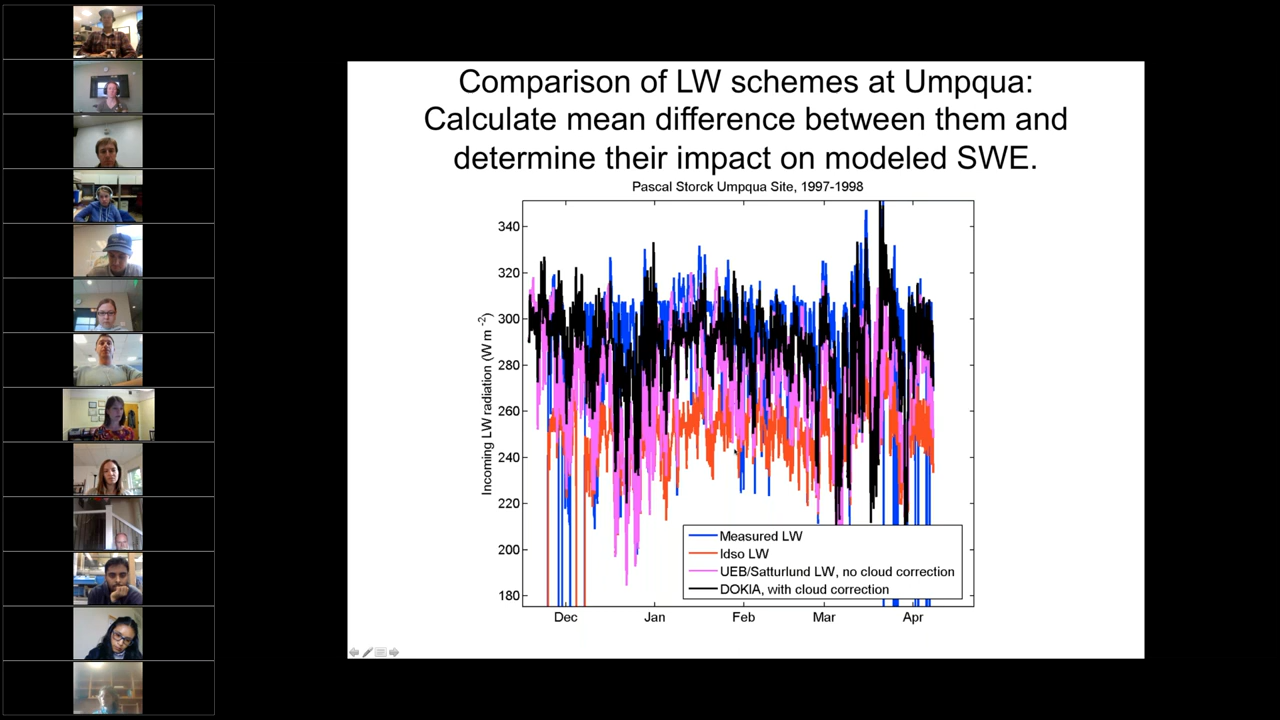 Comparison of LW schemes at Umpqua:
Calculate mean difference between them and
determine their impact on modeled SWE.
Pascal Storck Umpqua Site, 1997-1998
Incoming LW radiation (W m⁻²)
340
320
300
280
260
240
220
200
180
Measured LW
Idso LW
UEB/Satturlund LW, no cloud correction
DOKIA, with cloud correction
Dec Jan Feb Mar Apr